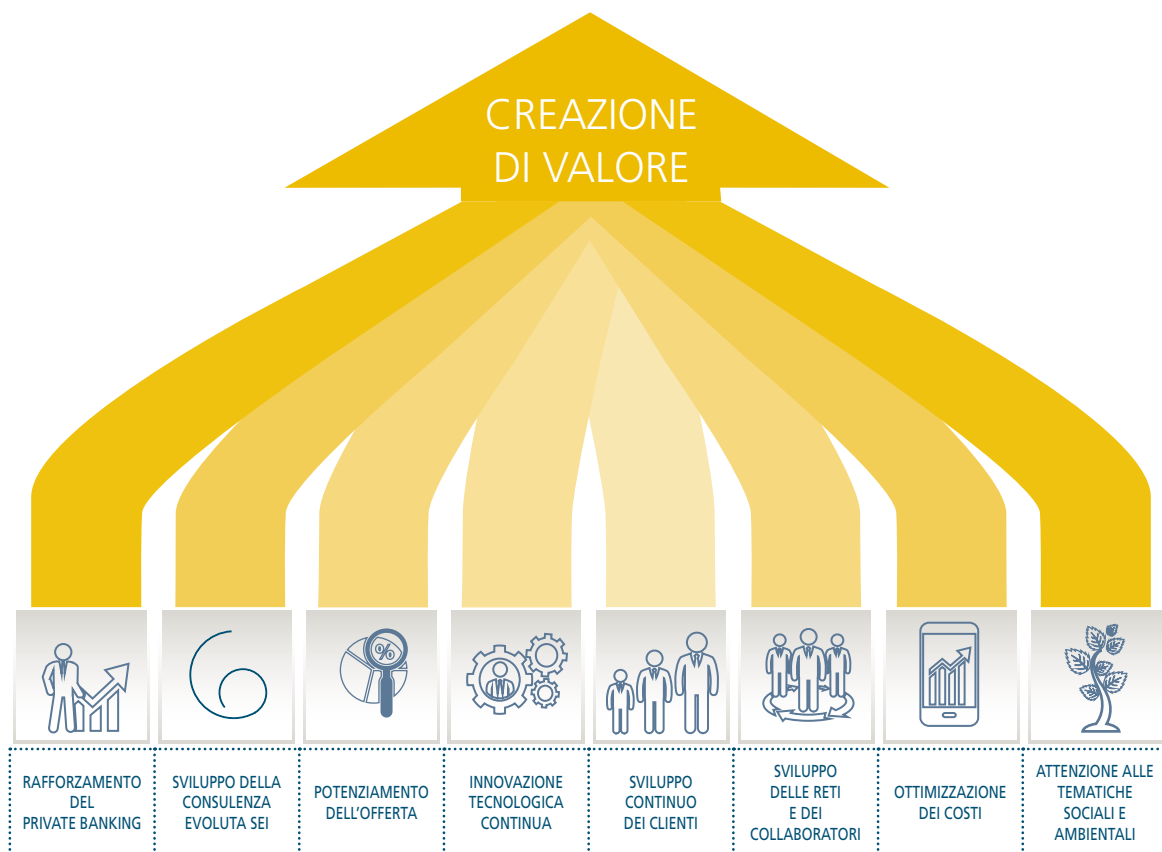 CREAZIONE
DI VALORE
%
RAFFORZAMENTO
DEL
PRIVATE BANKING
SVILUPPO DELLA
CONSULENZA
EVOLUTA SEI
POTENZIAMENTO
DELL'OFFERTA
INNOVAZIONE
TECNOLOGICA
CONTINUA
SVILUPPO
CONTINUO
DEI CLIENTI
SVILUPPO
DELLE RETI
E DEI
COLLABORATORI
OTTIMIZZAZIONE
DEI COSTI
ATTENZIONE ALLE
TEMATICHE
SOCIALI E
AMBIENTALI